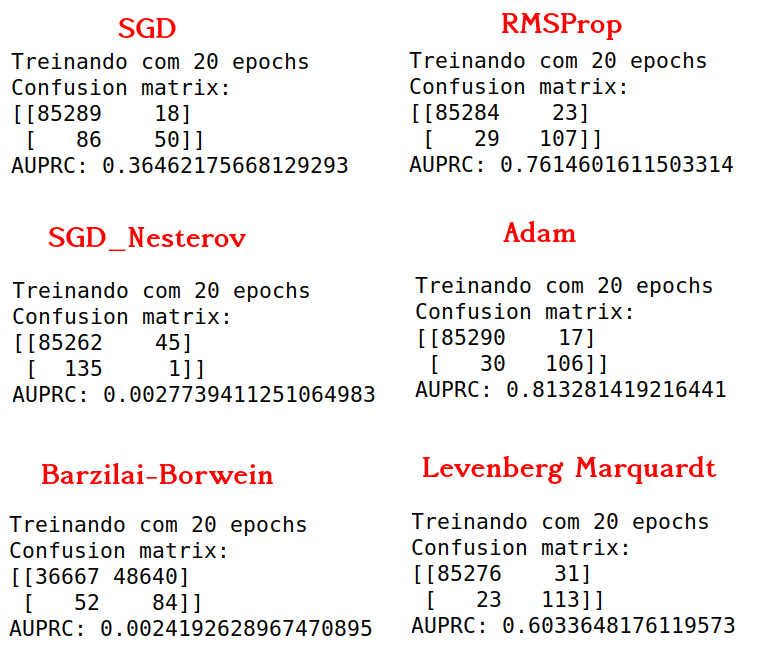 SGD
Treinando com 20 epochs
Confusion matrix:
[[85289    18]
 [   86    50]]
AUPRC: 0.36462175668129293
RMSProp
Treinando com 20 epochs
Confusion matrix:
[[85284    23]
 [   29   107]]
AUPRC: 0.7614601611503314
SGD_Nesterov
Treinando com 20 epochs
Confusion matrix:
[[85262    45]
 [  135     1]]
AUPRC: 0.0027739411251064983
Adam
Treinando com 20 epochs
Confusion matrix:
[[85290    17]
 [   30   106]]
AUPRC: 0.813281419216441
Barzilai-Borwein
Treinando com 20 epochs
Confusion matrix:
[[36667 48640]
 [   52    84]]
AUPRC: 0.0024192628967470895
Levenberg Marquardt
Treinando com 20 epochs
Confusion matrix:
[[85276    31]
 [   23   113]]
AUPRC: 0.6033648176119573